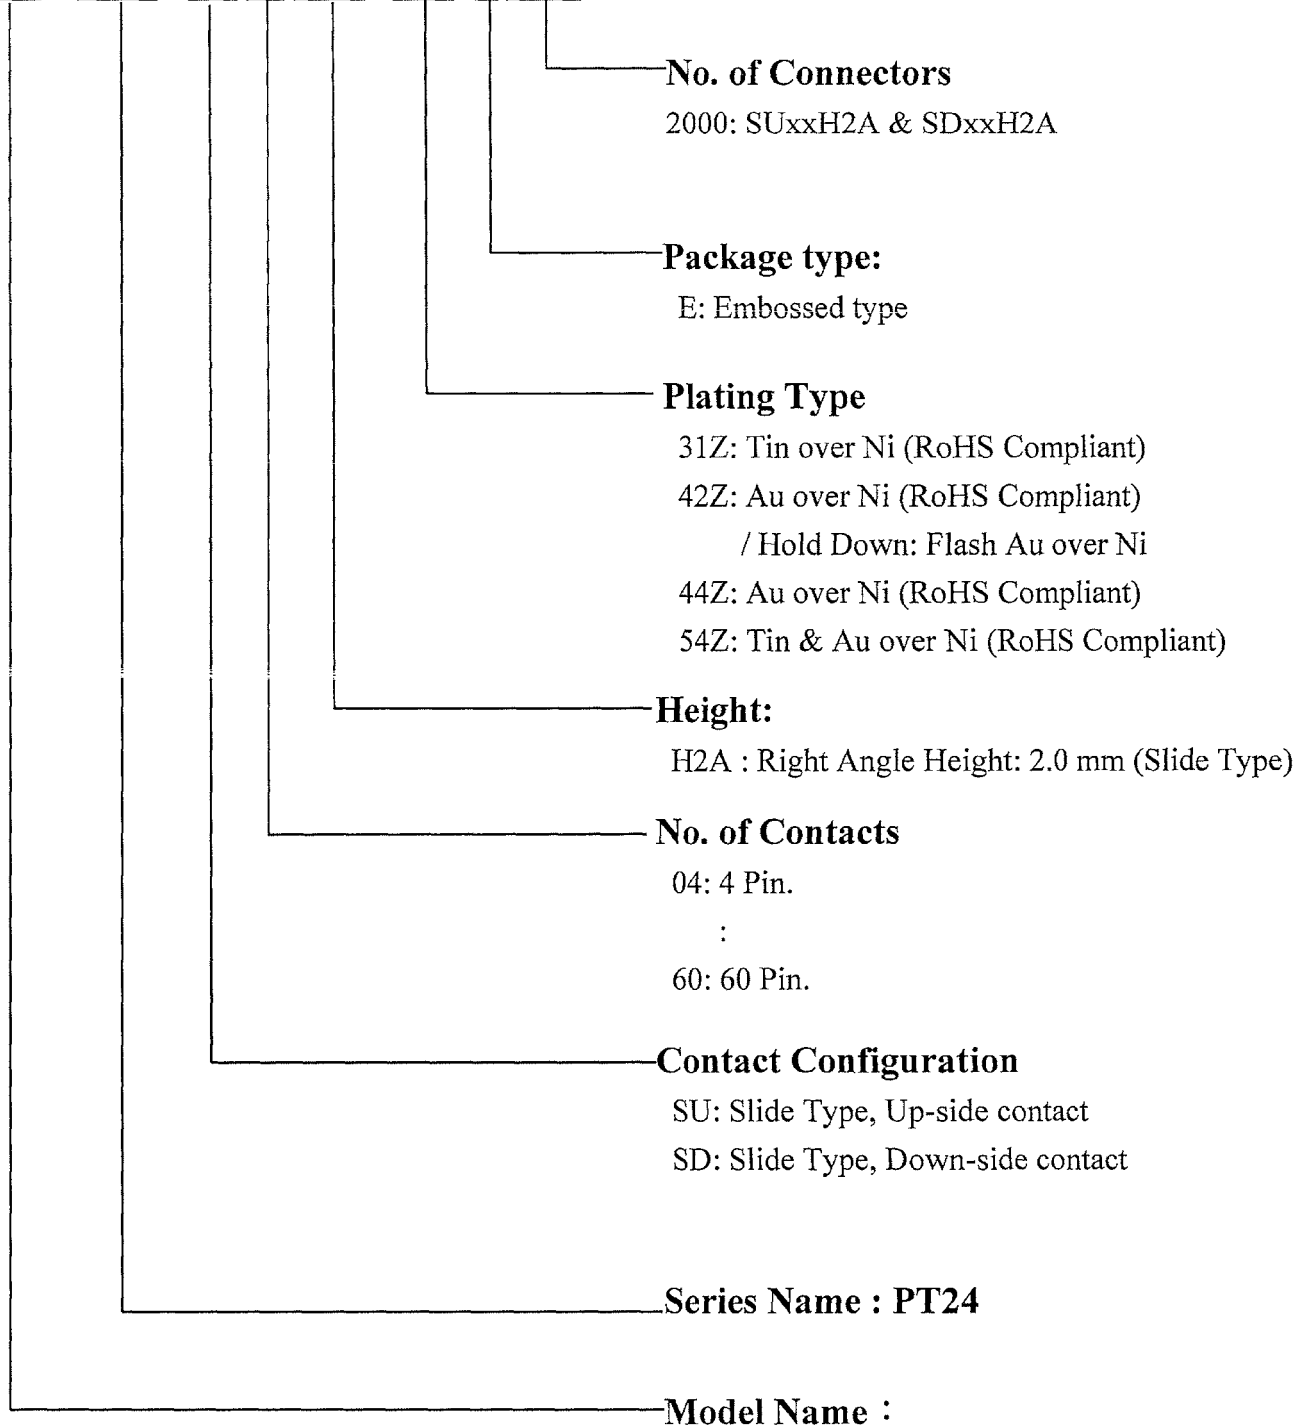 No. of Connectors
2000: SUxxH2A & SDxxH2A
Package type:
E: Embossed type
Plating Type
31Z: Tin over Ni (RoHS Compliant)
42Z: Au over Ni (RoHS Compliant)
/ Hold Down: Flash Au over Ni
44Z: Au over Ni (RoHS Compliant)
54Z: Tin & Au over Ni (RoHS Compliant)
Height:
H2A : Right Angle Height: 2.0 mm (Slide Type)
No. of Contacts
04: 4 Pin.
:
60: 60 Pin.
Contact Configuration
SU: Slide Type, Up-side contact
SD: Slide Type, Down-side contact
Series Name : PT24
Model Name :